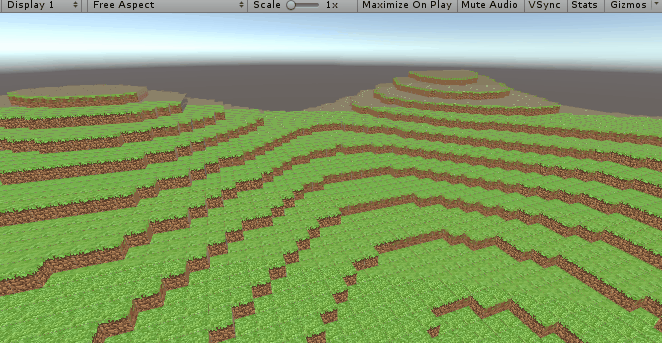 Display 1 Free Aspect Scale 1x Maximize On Play Mute Audio VSync Stats Gizmos